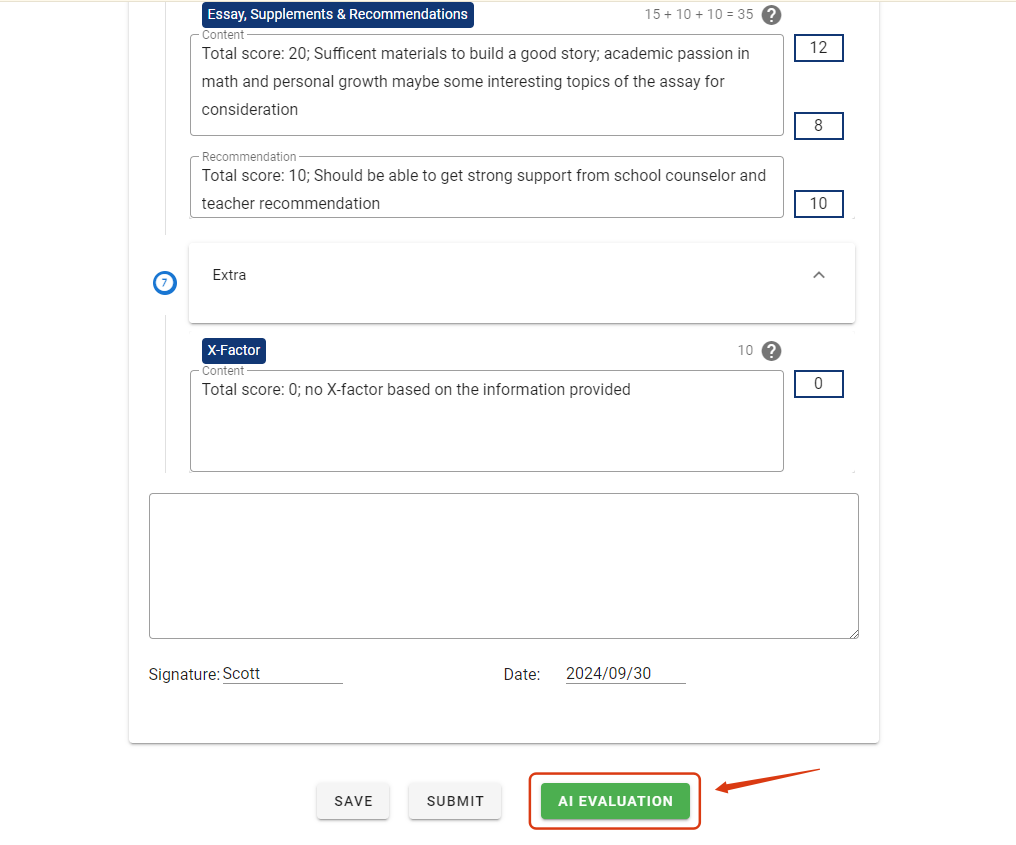 Essay, Supplements & Recommendations
15 + 10 + 10 = 35 ?
Content
Total score: 20; Sufficent materials to build a good story; academic passion in
math and personal growth maybe some interesting topics of the assay for
consideration
12
8
Recommendation
Total score: 10; Should be able to get strong support from school counselor and
teacher recommendation
10
7
Extra
X-Factor
10 ?
Content
Total score: 0; no X-factor based on the information provided
0
Signature: Scott
Date: 2024/09/30
SAVE
SUBMIT
AI EVALUATION